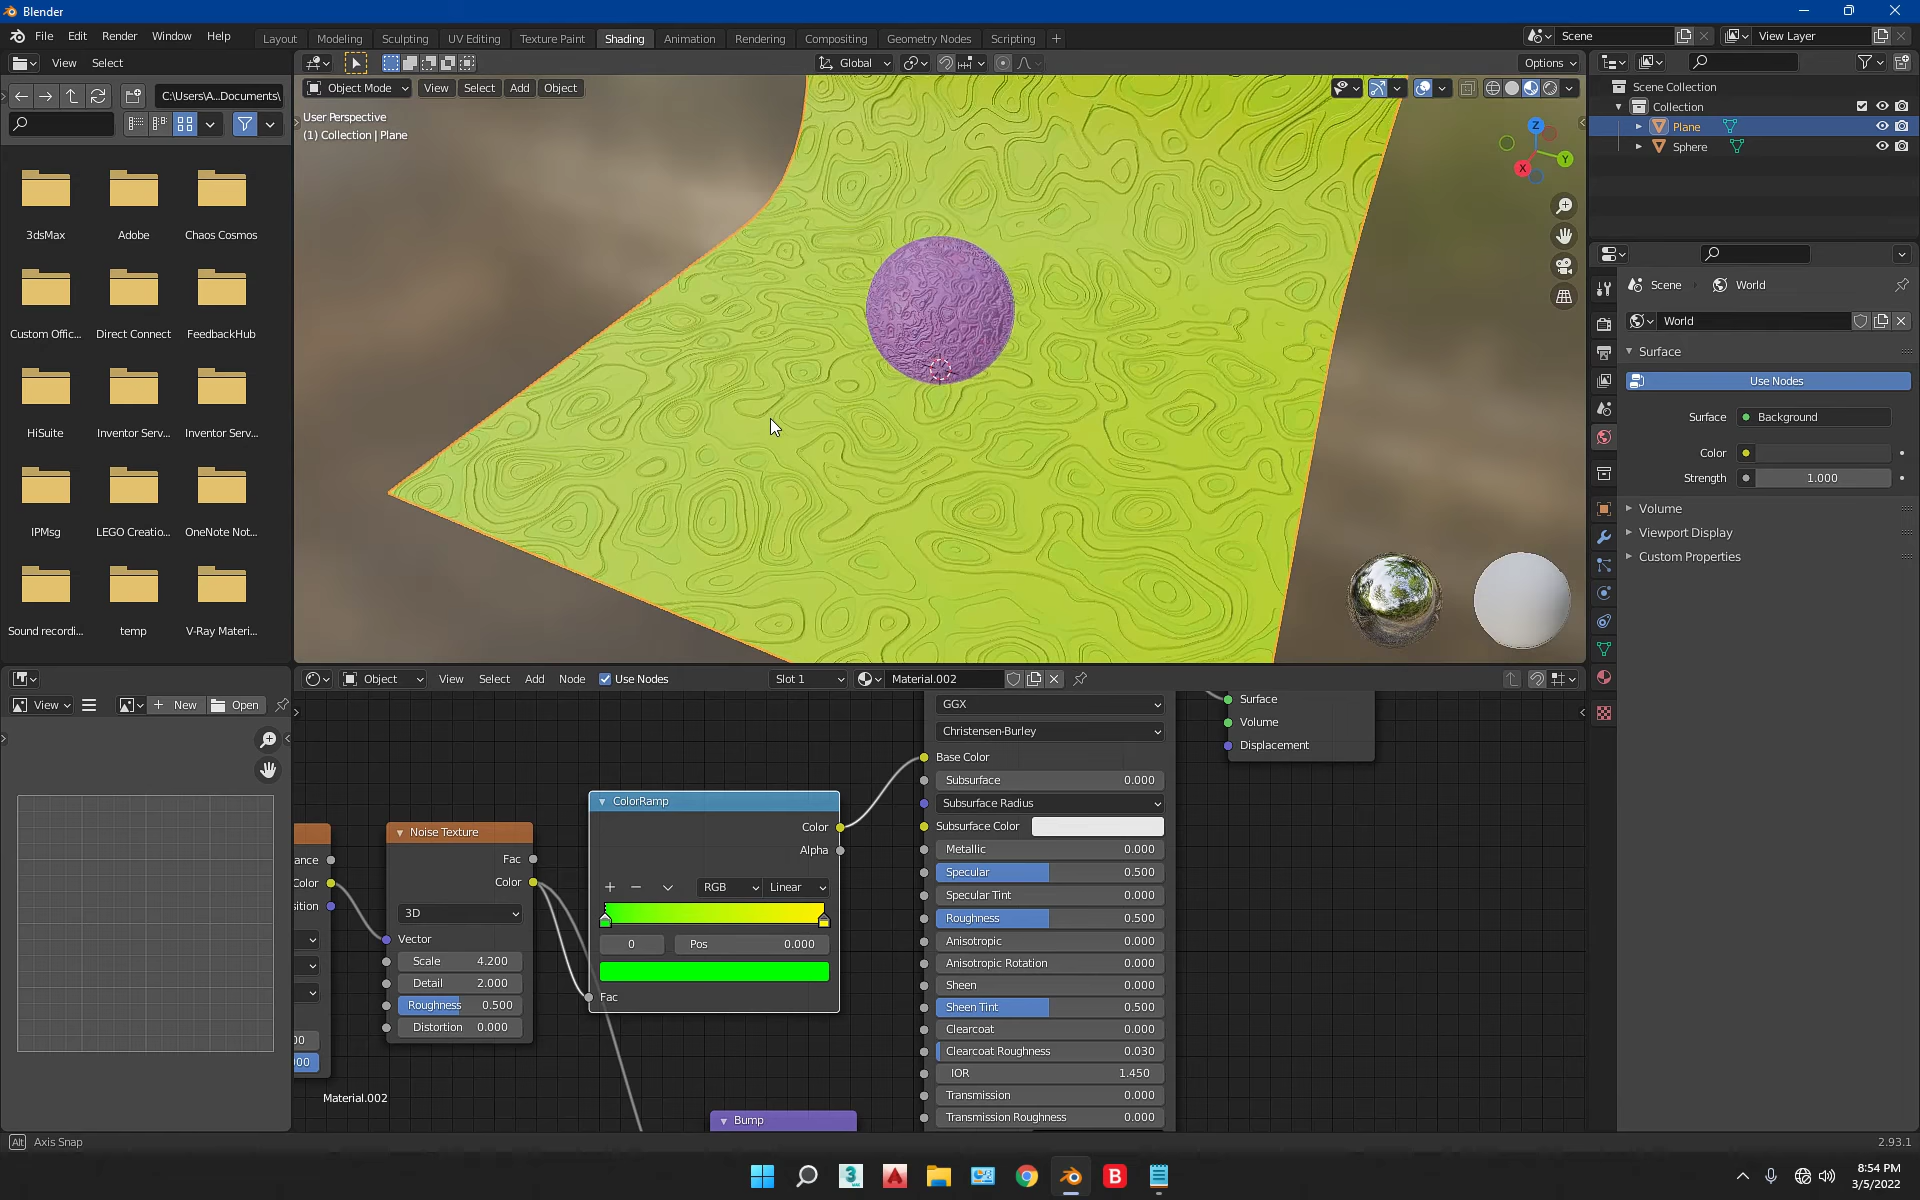 Blender
File Edit Render Window Help
Layout Modeling Sculpting UV Editing Texture Paint Shading Animation Rendering Compositing Geometry Nodes Scripting +
Scene
View Layer
View Select
Global
Options
C:\Users\A...Documents\
Object Mode View Select Add Object
User Perspective
(1) Collection | Plane
Z
Y
X
Scene Collection
Collection
Plane
Sphere
3dsMax Adobe Chaos Cosmos
Custom Offic... Direct Connect FeedbackHub
HiSuite Inventor Serv... Inventor Serv...
IPMsg LEGO Creatio... OneNote Not...
Sound recordi... temp V-Ray Materi...
Scene World
World
Surface
Use Nodes
Surface Background
Color
Strength 1.000
Volume
Viewport Display
Custom Properties
Object View Select Add Node Use Nodes Slot 1 Material.002
View New Open
ance
Color
sition
00
000
Noise Texture
Fac
Color
3D
Vector
Scale 4.200
Detail 2.000
Roughness 0.500
Distortion 0.000
Material.002
ColorRamp
Color
Alpha
+ − RGB Linear
0 Pos 0.000
Fac
Bump
GGX
Christensen-Burley
Base Color
Subsurface 0.000
Subsurface Radius
Subsurface Color
Metallic 0.000
Specular 0.500
Specular Tint 0.000
Roughness 0.500
Anisotropic 0.000
Anisotropic Rotation 0.000
Sheen 0.000
Sheen Tint 0.500
Clearcoat 0.000
Clearcoat Roughness 0.030
IOR 1.450
Transmission 0.000
Transmission Roughness 0.000
Surface
Volume
Displacement
Alt Axis Snap
2.93.1
3
A
B
8:54 PM
3/5/2022